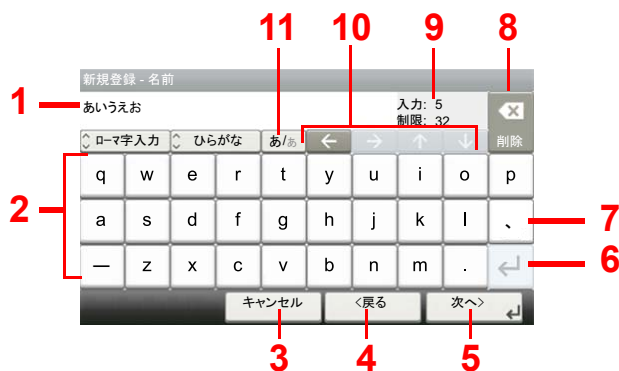 11 10 9 8
新規登録 - 名前
1 あいうえお 入力: 5
制限: 32
ローマ字入力 ひらがな あ/ぁ ← → ↑ ↓ 削除
2 q w e r t y u i o p
a s d f g h j k l 、 7
— z x c v b n m . 6
キャンセル <戻る 次へ>
3 4 5